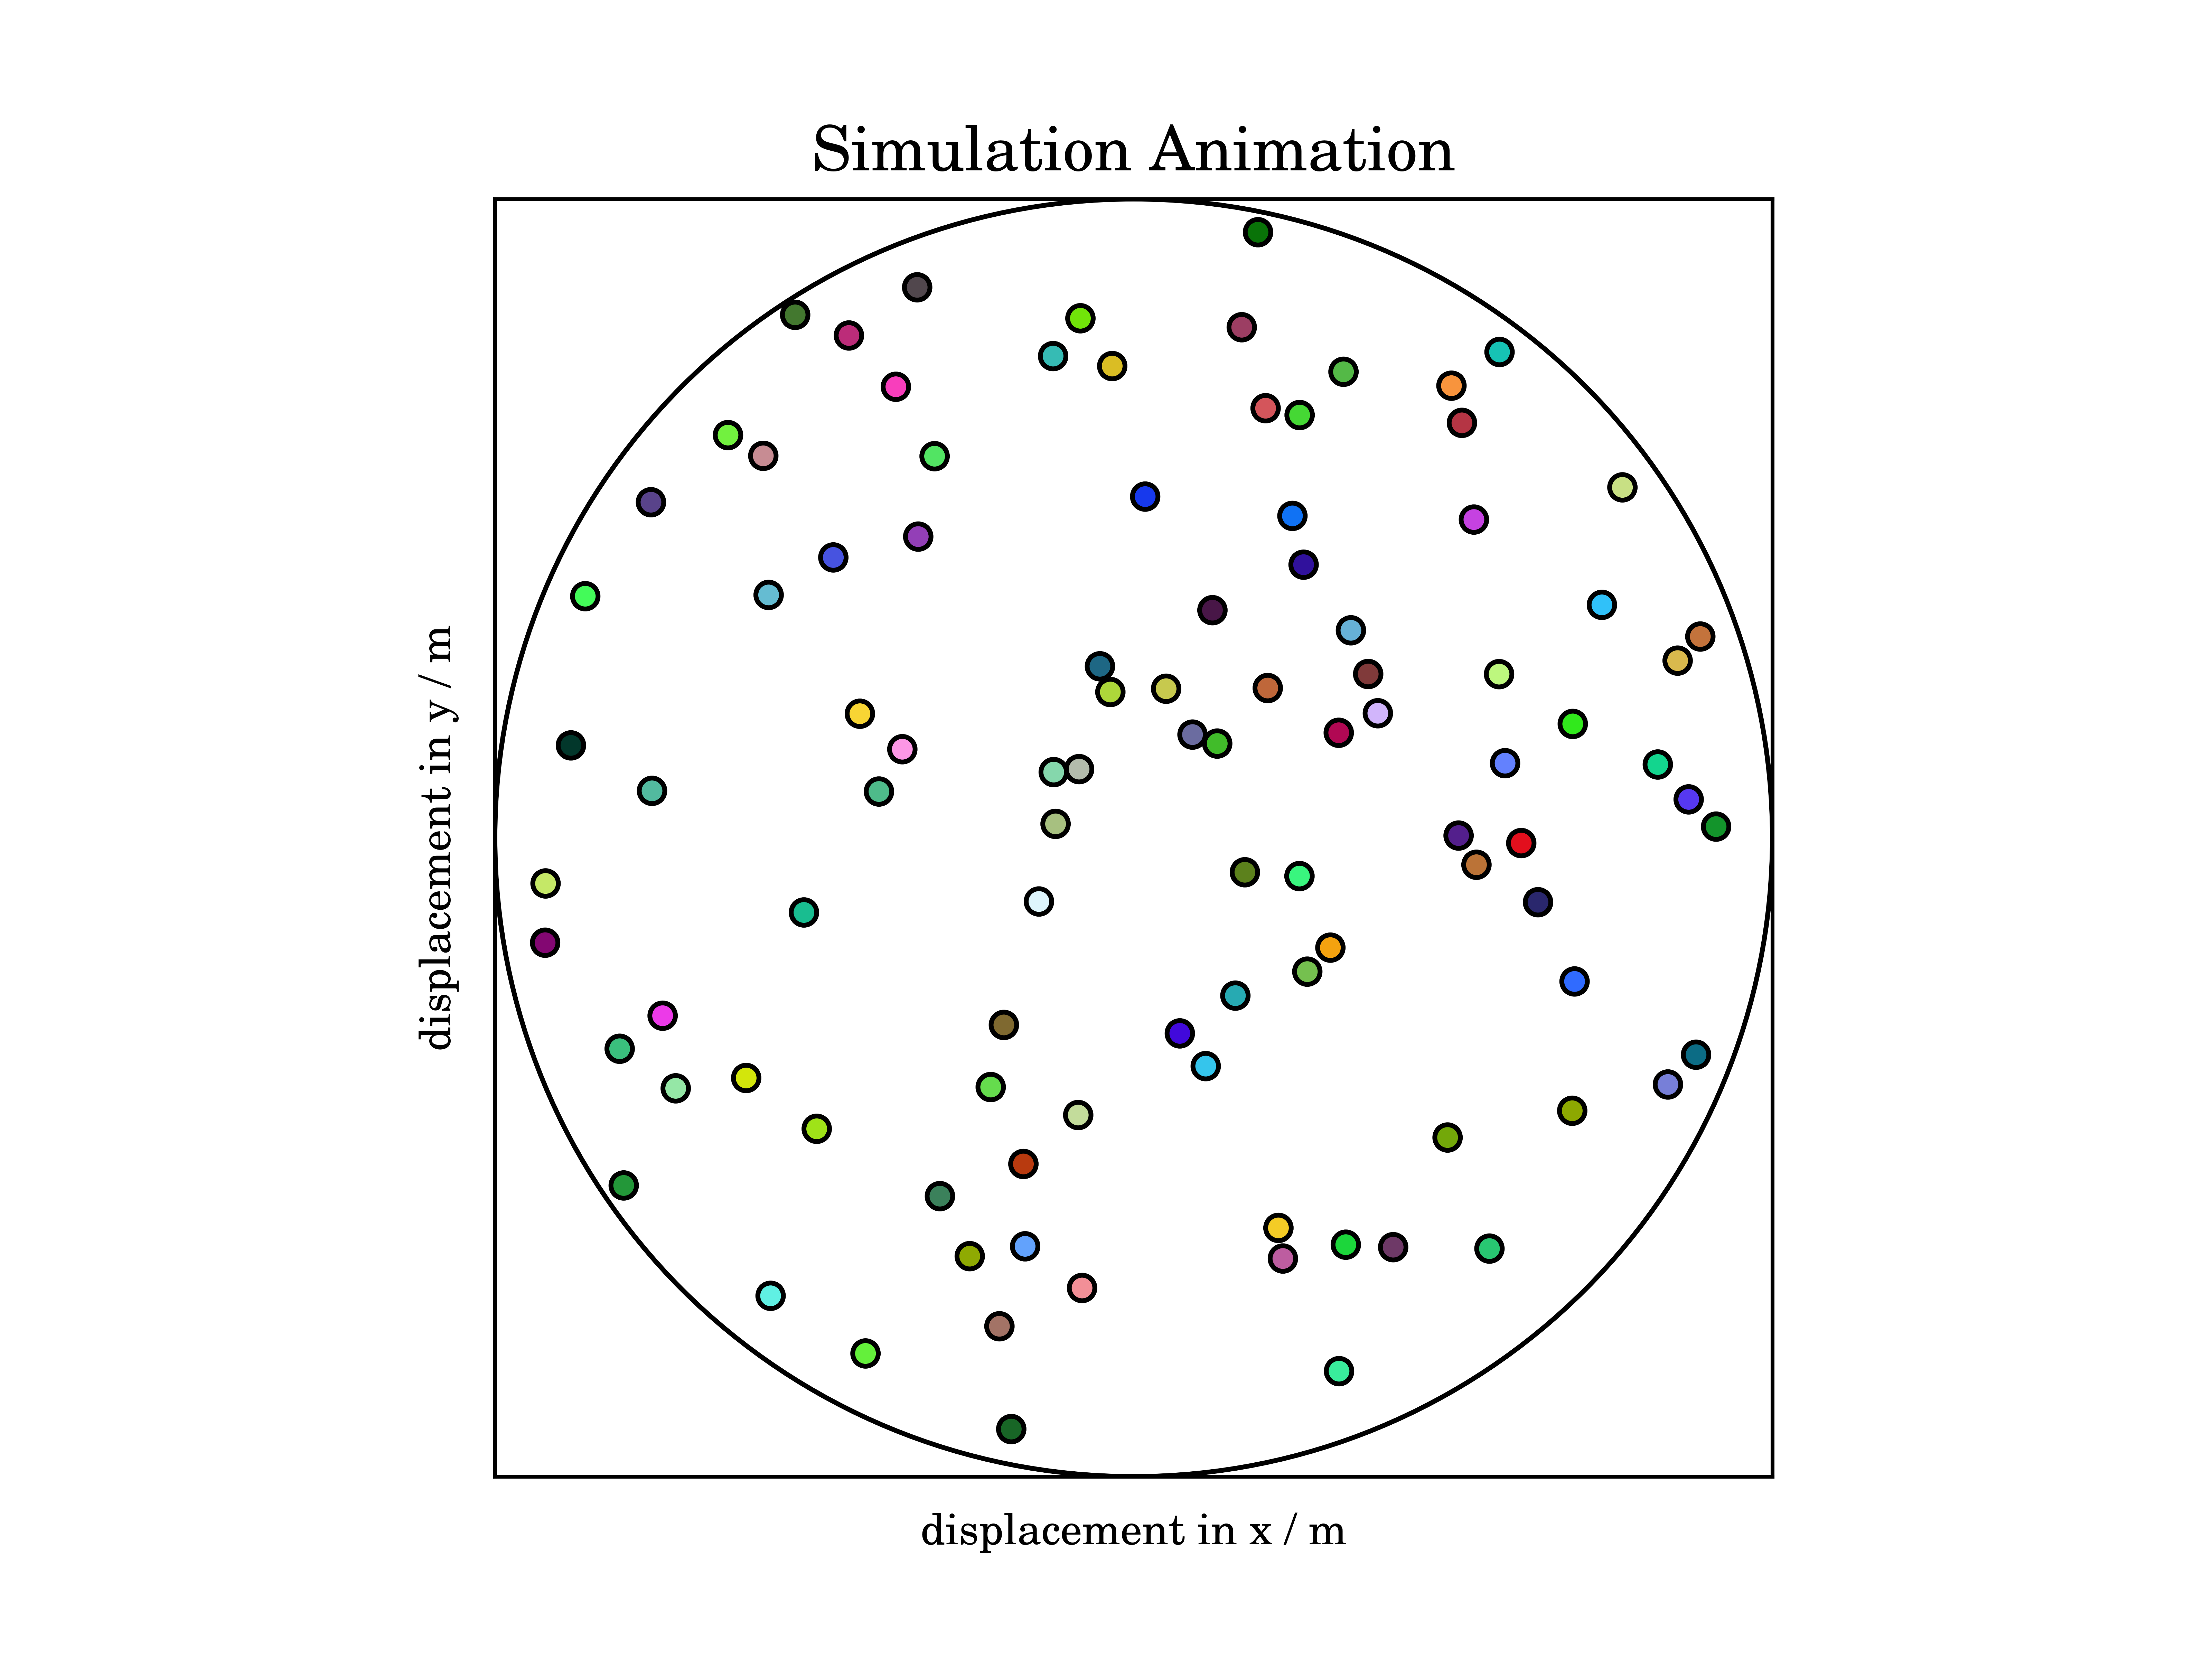 Simulation Animation
displacement in y / m
displacement in x / m